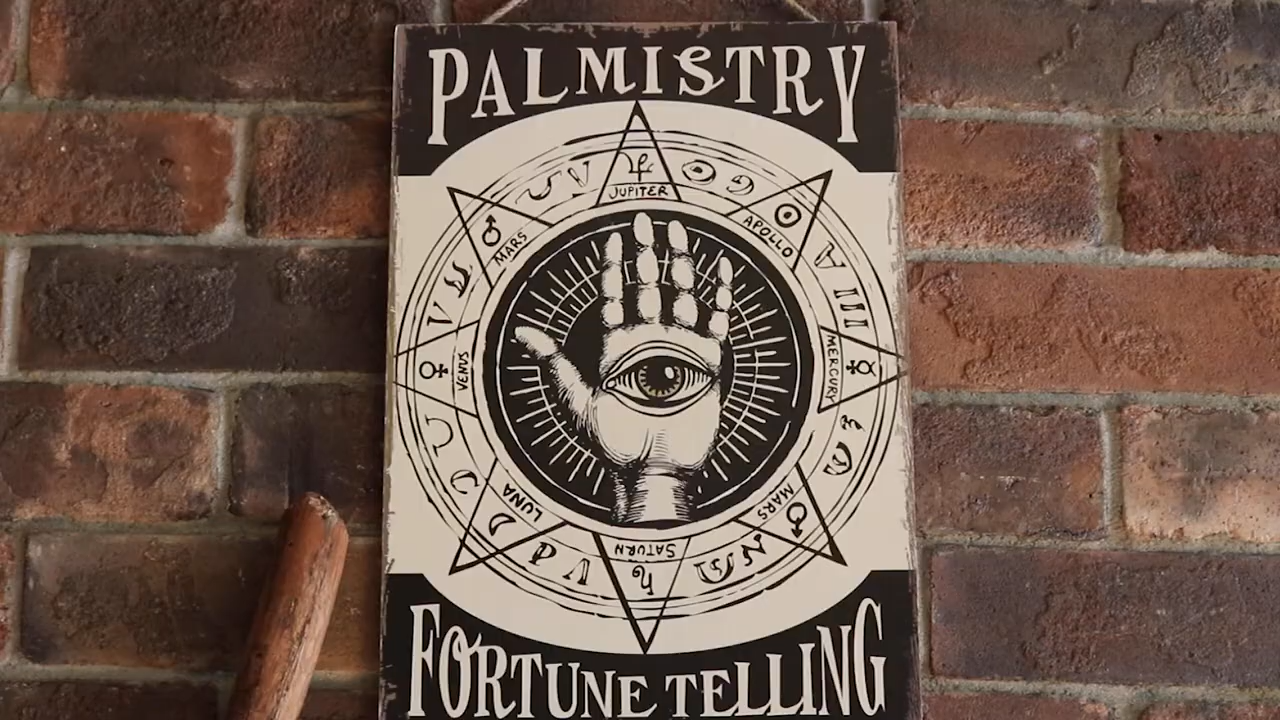 PALMISTRY
JUPITER
APOLLO
MARS
MERCURY
VENUS
MARS
LUNA
SATURN
FORTUNE TELLING